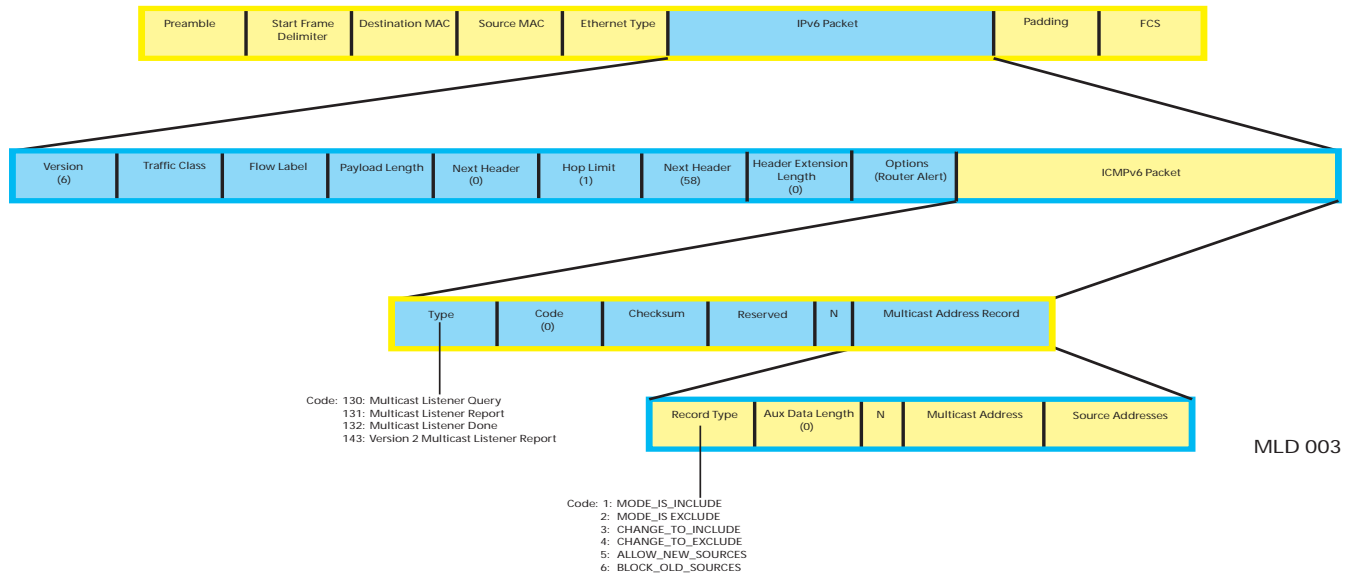 Preamble
Start Frame
Delimiter
Destination MAC
Source MAC
Ethernet Type
IPv6 Packet
Padding
FCS
Version
(6)
Traffic Class
Flow Label
Payload Length
Next Header
(0)
Hop Limit
(1)
Next Header
(58)
Header Extension
Length
(0)
Options
(Router Alert)
ICMPv6 Packet
Type
Code
(0)
Checksum
Reserved
N
Multicast Address Record
Code: 130: Multicast Listener Query
131: Multicast Listener Report
132: Multicast Listener Done
143: Version 2 Multicast Listener Report
Record Type
Aux Data Length
(0)
N
Multicast Address
Source Addresses
MLD 003
Code: 1: MODE_IS_INCLUDE
2: MODE_IS EXCLUDE
3: CHANGE_TO_INCLUDE
4: CHANGE_TO_EXCLUDE
5: ALLOW_NEW_SOURCES
6: BLOCK_OLD_SOURCES